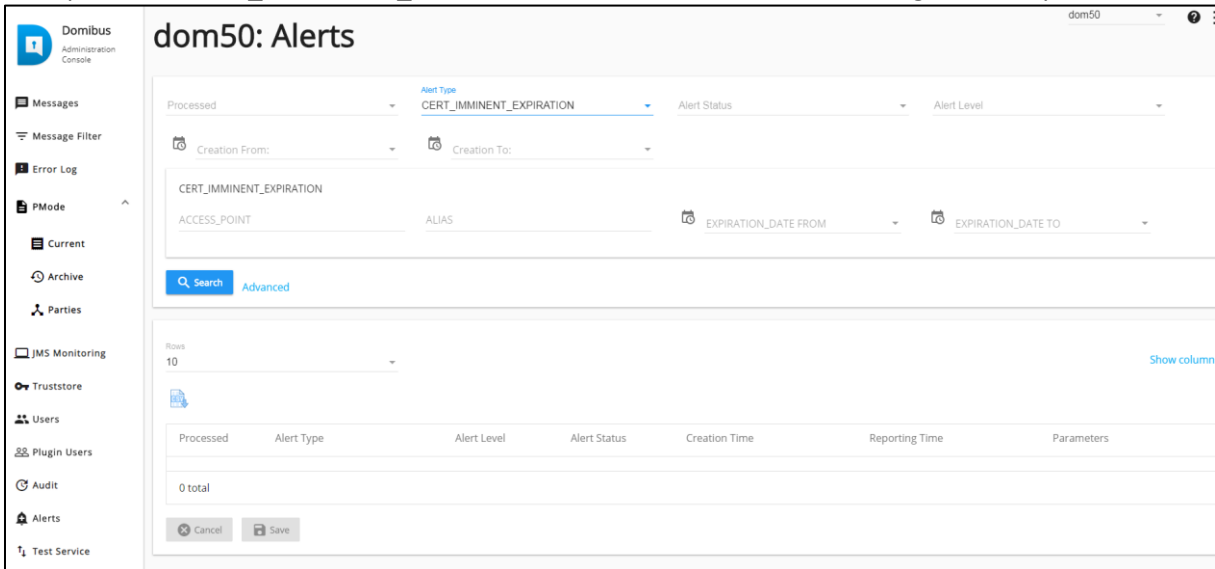 Domibus
Administration
Console
dom50: Alerts
dom50
Messages
Message Filter
Error Log
PMode
Current
Archive
Parties
JMS Monitoring
Truststore
Users
Plugin Users
Audit
Alerts
Test Service
Processed
Alert Type
CERT_IMMINENT_EXPIRATION
Alert Status
Alert Level
Creation From:
Creation To:
CERT_IMMINENT_EXPIRATION
ACCESS_POINT
ALIAS
EXPIRATION_DATE FROM
EXPIRATION_DATE TO
Search
Advanced
Rows
10
Show column
Processed Alert Type Alert Level Alert Status Creation Time Reporting Time Parameters
0 total
Cancel
Save